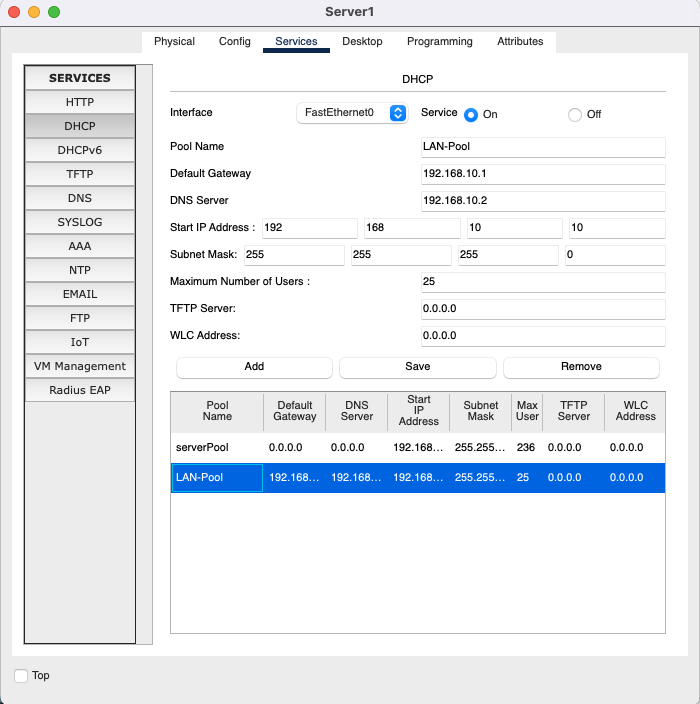 Server1
Physical Config Services Desktop Programming Attributes
SERVICES
HTTP
DHCP
DHCPv6
TFTP
DNS
SYSLOG
AAA
NTP
EMAIL
FTP
IoT
VM Management
Radius EAP
DHCP
Interface FastEthernet0 Service On Off
Pool Name LAN-Pool
Default Gateway 192.168.10.1
DNS Server 192.168.10.2
Start IP Address : 192 168 10 10
Subnet Mask: 255 255 255 0
Maximum Number of Users : 25
TFTP Server: 0.0.0.0
WLC Address: 0.0.0.0
Add Save Remove
Pool Name Default Gateway DNS Server Start IP Address Subnet Mask Max User TFTP Server WLC Address
serverPool 0.0.0.0 0.0.0.0 192.168... 255.255... 236 0.0.0.0 0.0.0.0
LAN-Pool 192.168... 192.168... 192.168... 255.255... 25 0.0.0.0 0.0.0.0
Top